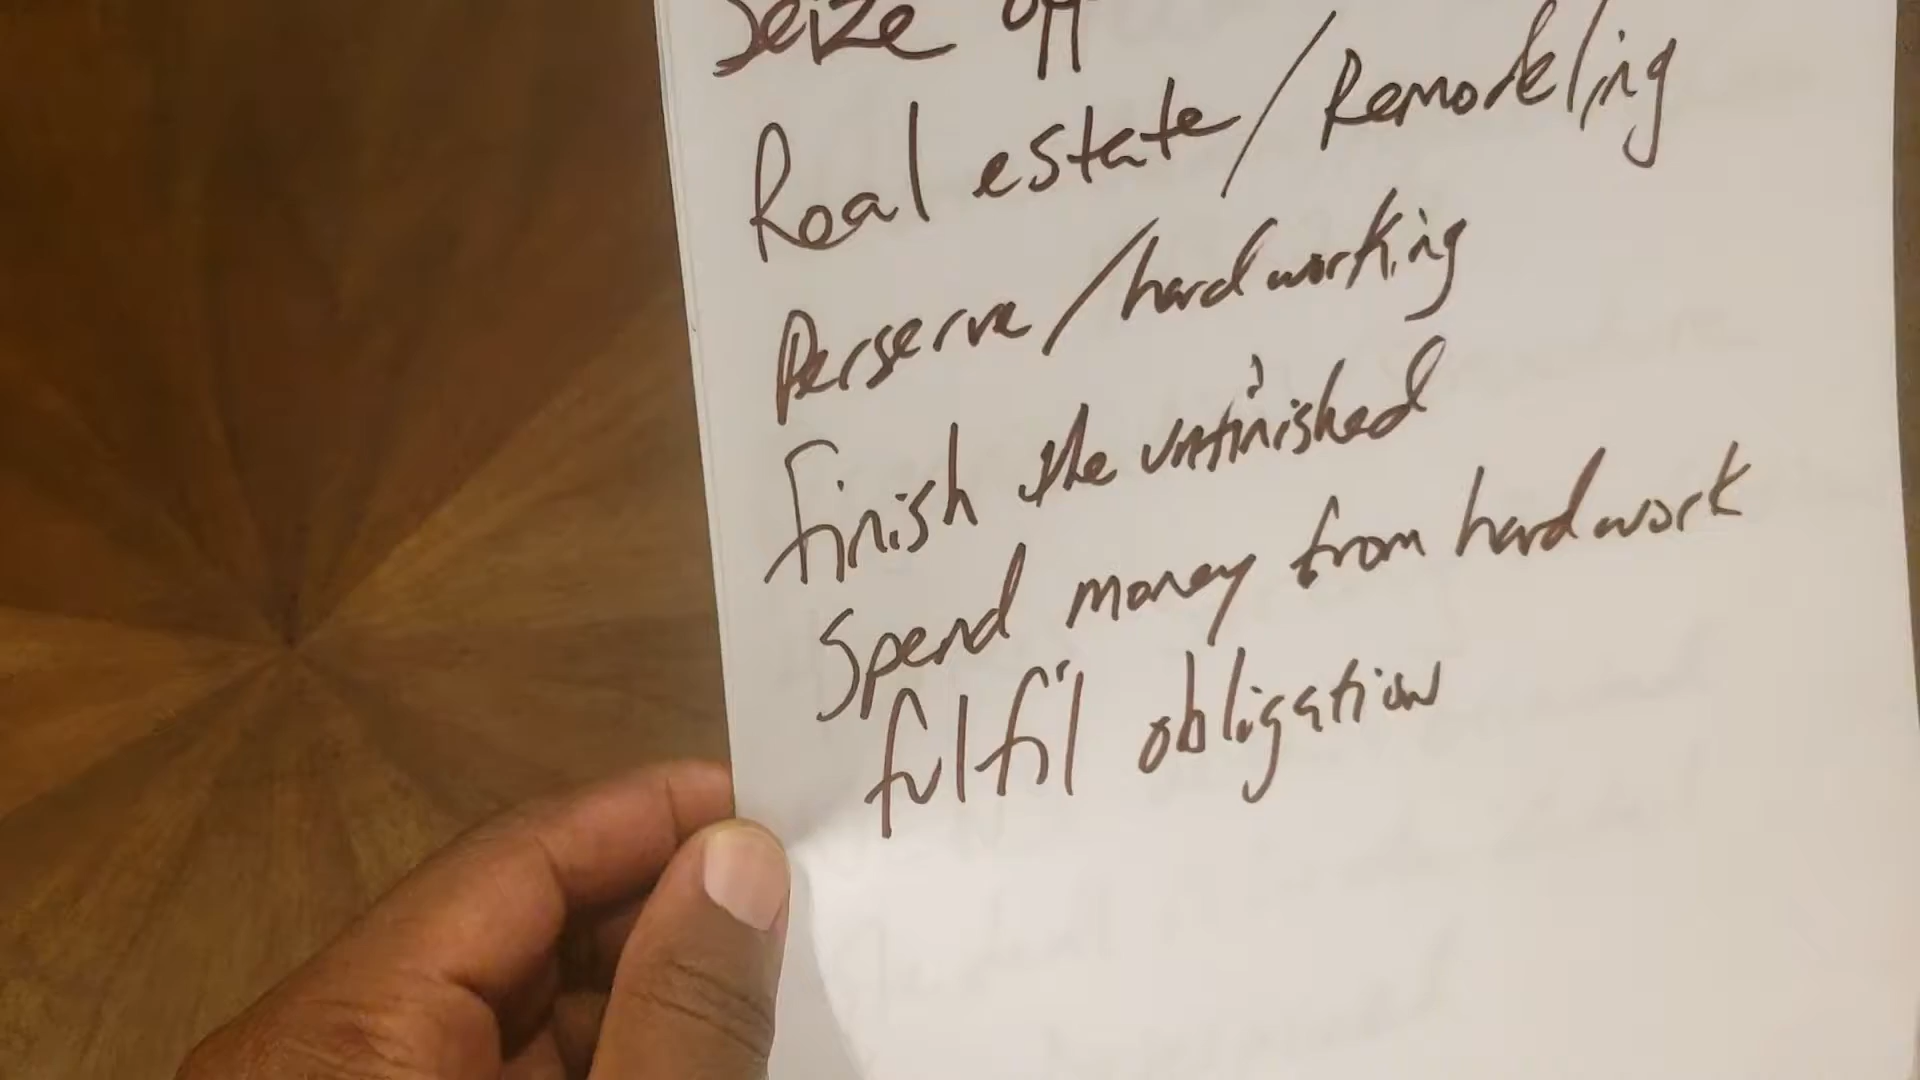 Seize
Real estate/Remodeling
Perserve/hardworking
finish the unfinished
Spend money from hardwork
fulfil obligation